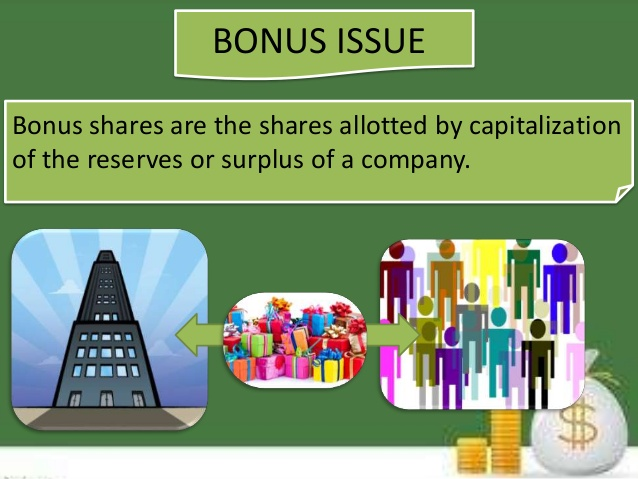 BONUS ISSUE
Bonus shares are the shares allotted by capitalization
of the reserves or surplus of a company.
$